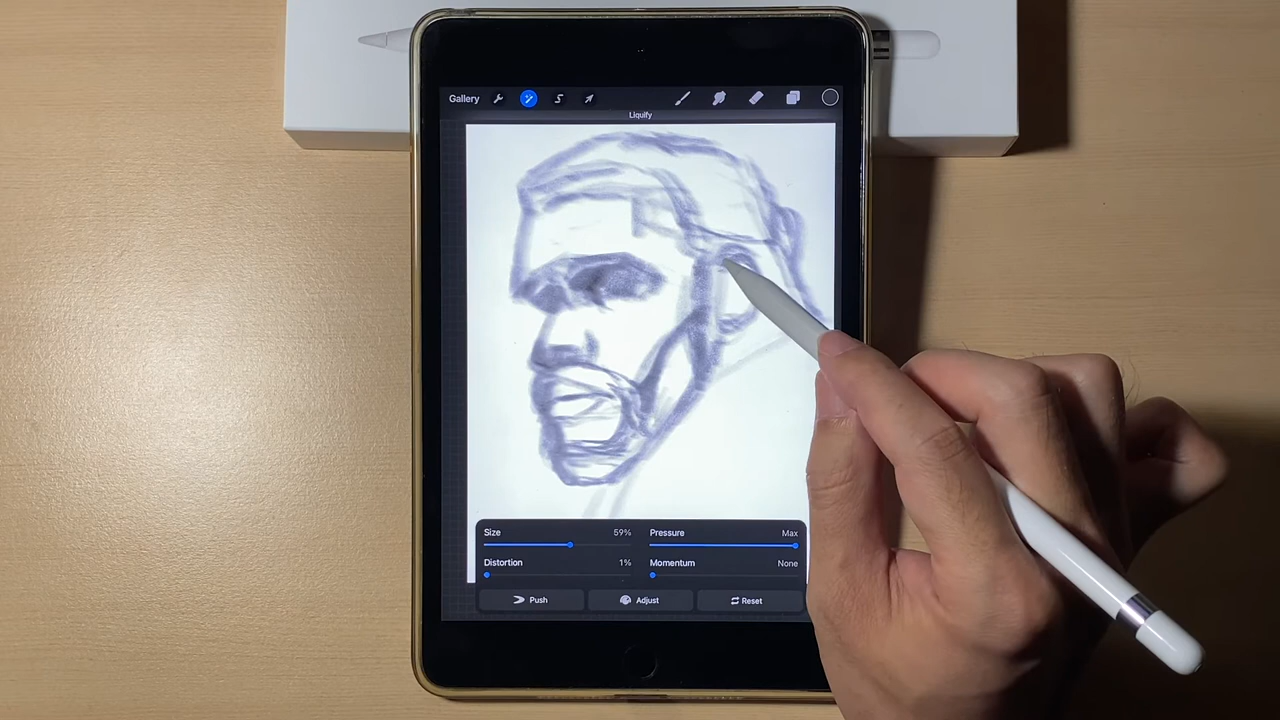 Gallery
Liquify
Size 59% Pressure Max
Distortion 1% Momentum None
Push Adjust Reset